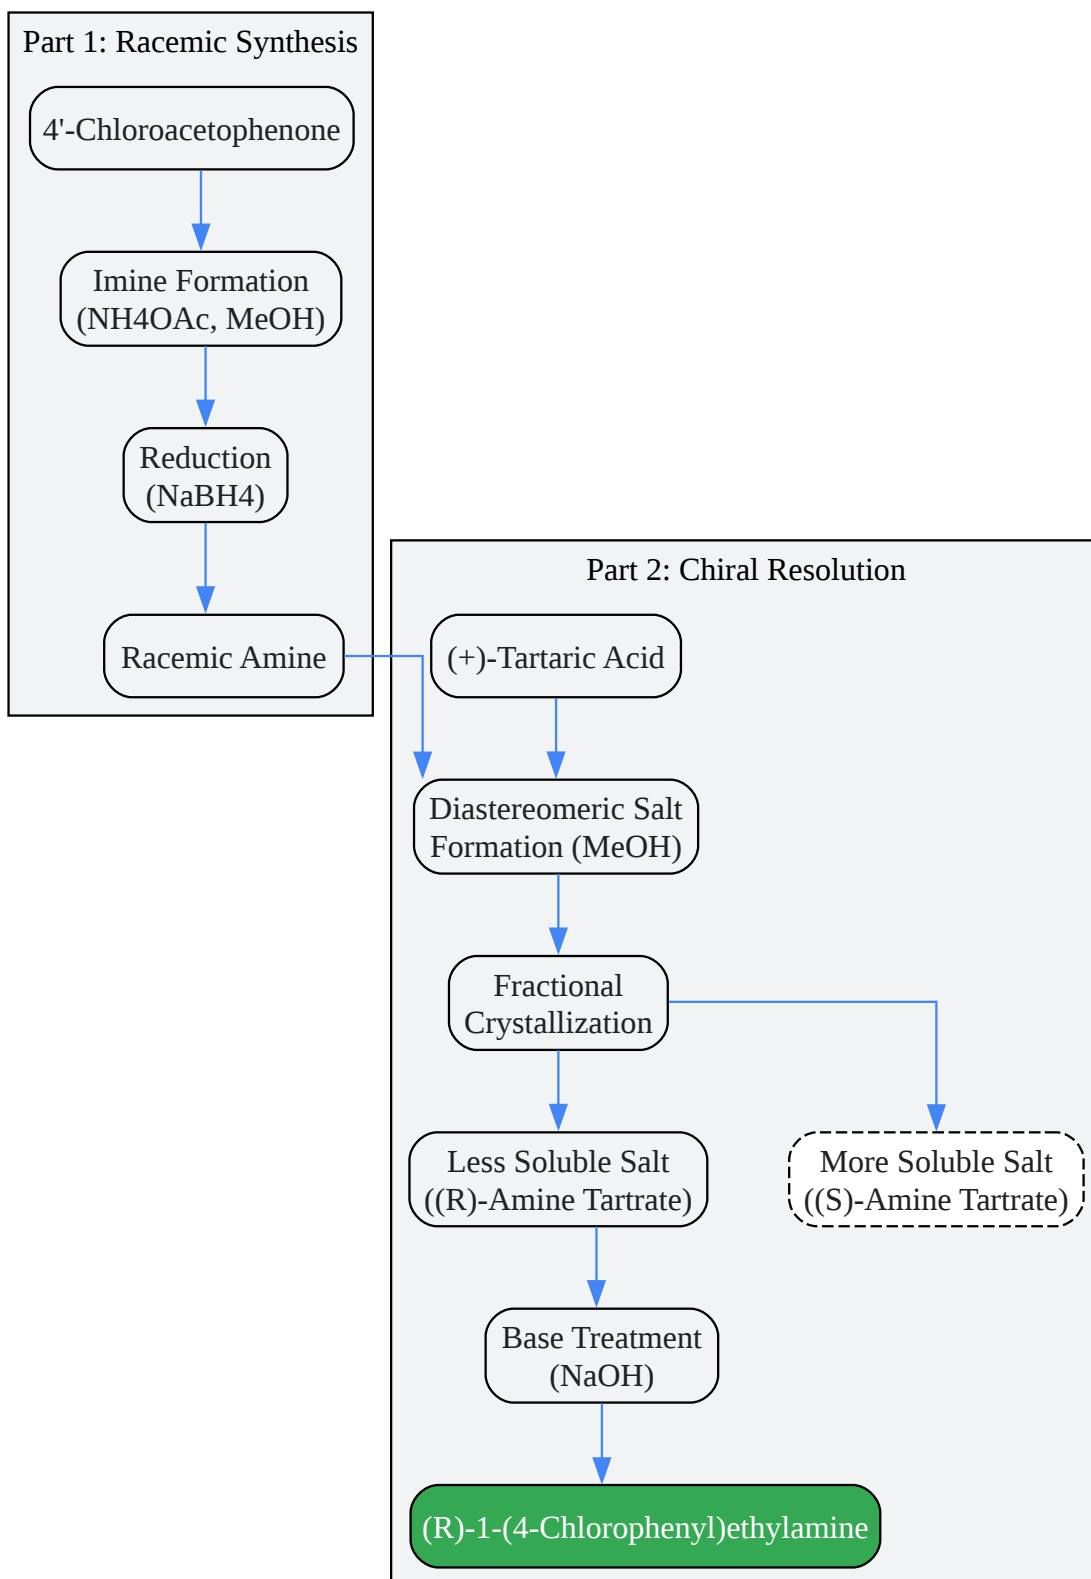 Part 1: Racemic Synthesis
4'-Chloroacetophenone
Imine Formation
(NH4OAc, MeOH)
Reduction
(NaBH4)
Racemic Amine
Part 2: Chiral Resolution
(+)-Tartaric Acid
Diastereomeric Salt
Formation (MeOH)
Fractional
Crystallization
Less Soluble Salt
((R)-Amine Tartrate)
More Soluble Salt
((S)-Amine Tartrate)
Base Treatment
(NaOH)
(R)-1-(4-Chlorophenyl)ethylamine